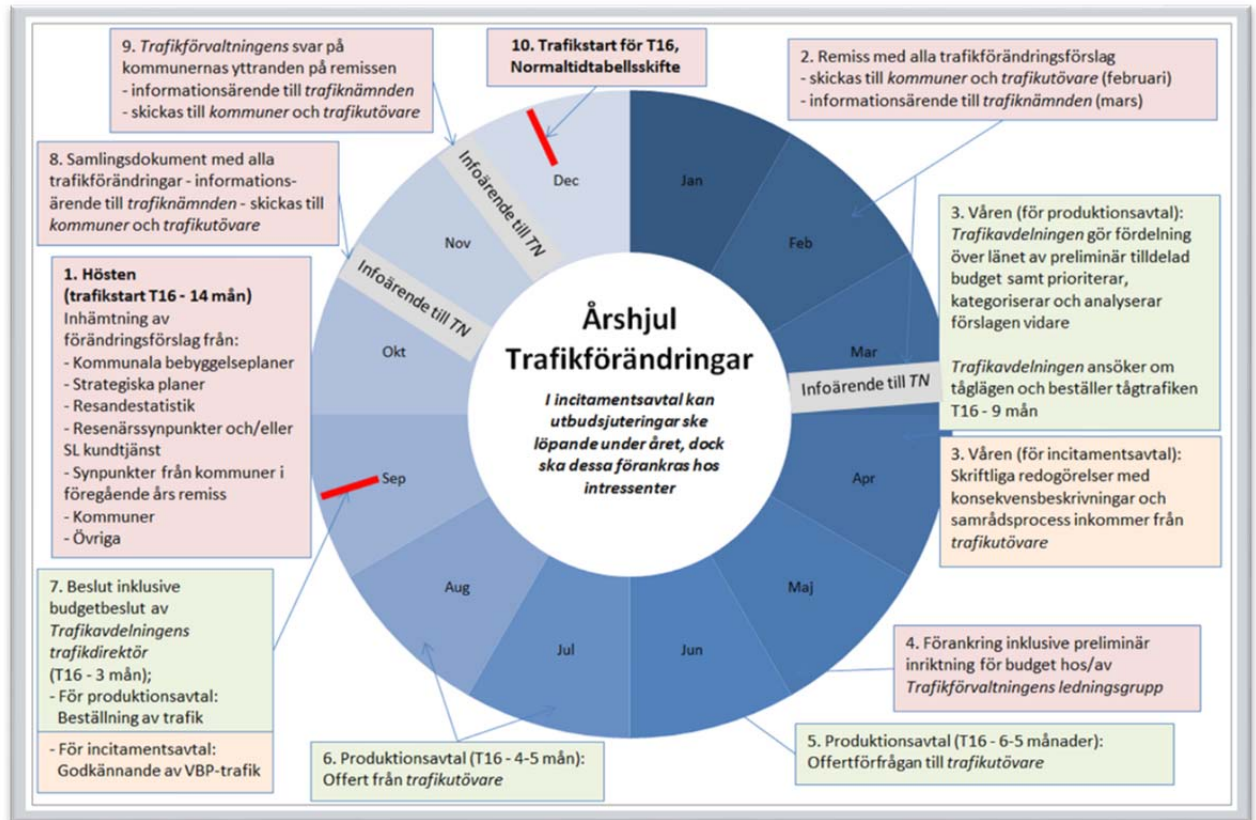 9. Trafikförvaltningens svar på
kommunernas yttranden på remissen
- informationsärende till trafiknämnden
- skickas till kommuner och trafikutövare
10. Trafikstart för T16,
Normaltidtabellsskifte
2. Remiss med alla trafikförändringsförslag
- skickas till kommuner och trafikutövare (februari)
- informationsärende till trafiknämnden (mars)
8. Samlingsdokument med alla
trafikförändringar - informations-
ärende till trafiknämnden - skickas till
kommuner och trafikutövare
1. Hösten
(trafikstart T16 - 14 mån)
Inhämtning av
förändringsförslag från:
- Kommunala bebyggelseplaner
- Strategiska planer
- Resandestatistik
- Resenärssynpunkter och/eller
SL kundtjänst
- Synpunkter från kommuner i
föregående års remiss
- Kommuner
- Övriga
7. Beslut inklusive
budgetbeslut av
Trafikavdelningens
trafikdirektör
(T16 - 3 mån);
- För produktionsavtal:
Beställning av trafik
- För incitamentsavtal:
Godkännande av VBP-trafik
Jan
Feb
Mar
Apr
Maj
Jun
Jul
Aug
Sep
Okt
Nov
Dec
Infoärende till TN
Infoärende till TN
Infoärende till TN
Årshjul
Trafikförändringar
I incitamentsavtal kan
utbudsjuteringar ske
löpande under året, dock
ska dessa förankras hos
intressenter
3. Våren (för produktionsavtal):
Trafikavdelningen gör fördelning
över länet av preliminär tilldelad
budget samt prioriterar,
kategoriserar och analyserar
förslagen vidare
Trafikavdelningen ansöker om
tåglägen och beställer tågtrafiken
T16 - 9 mån
3. Våren (för incitamentsavtal):
Skriftliga redogörelser med
konsekvensbeskrivningar och
samrådsprocess inkommer från
trafikutövare
4. Förankring inklusive preliminär
inriktning för budget hos/av
Trafikförvaltningens ledningsgrupp
5. Produktionsavtal (T16 - 6-5 månader):
Offertförfrågan till trafikutövare
6. Produktionsavtal (T16 - 4-5 mån):
Offert från trafikutövare